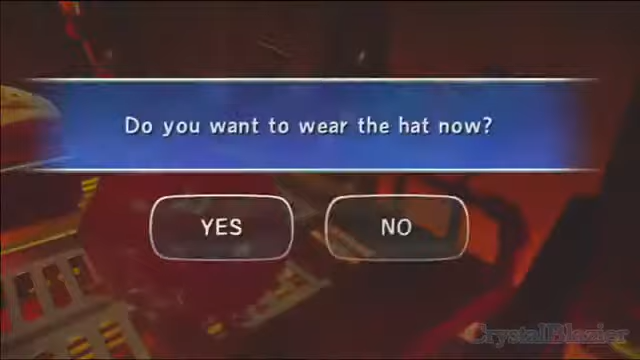 Do you want to wear the hat now?
YES
NO
CrystalBlazier